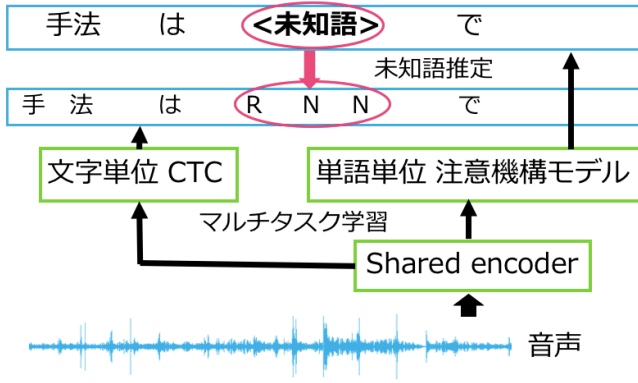 手法 は <未知語> で
未知語推定
手 法 は R N N で
文字単位 CTC
単語単位 注意機構モデル
マルチタスク学習
Shared encoder
音声